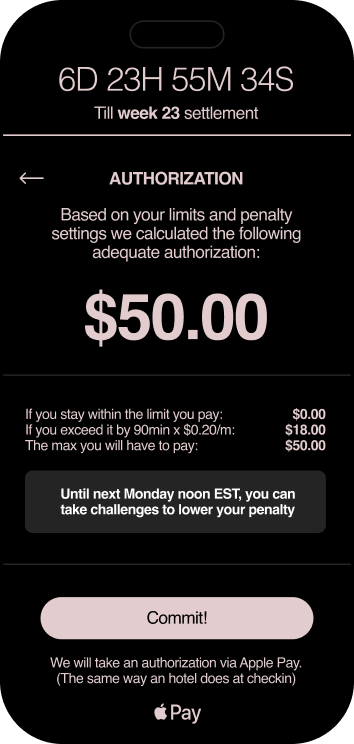 6D 23H 55M 34S
Till week 23 settlement
AUTHORIZATION
Based on your limits and penalty
settings we calculated the following
adequate authorization:
$50.00
If you stay within the limit you pay: $0.00
If you exceed it by 90min x $0.20/m: $18.00
The max you will have to pay: $50.00
Until next Monday noon EST, you can
take challenges to lower your penalty
Commit!
We will take an authorization via Apple Pay.
(The same way an hotel does at checkin)
Pay